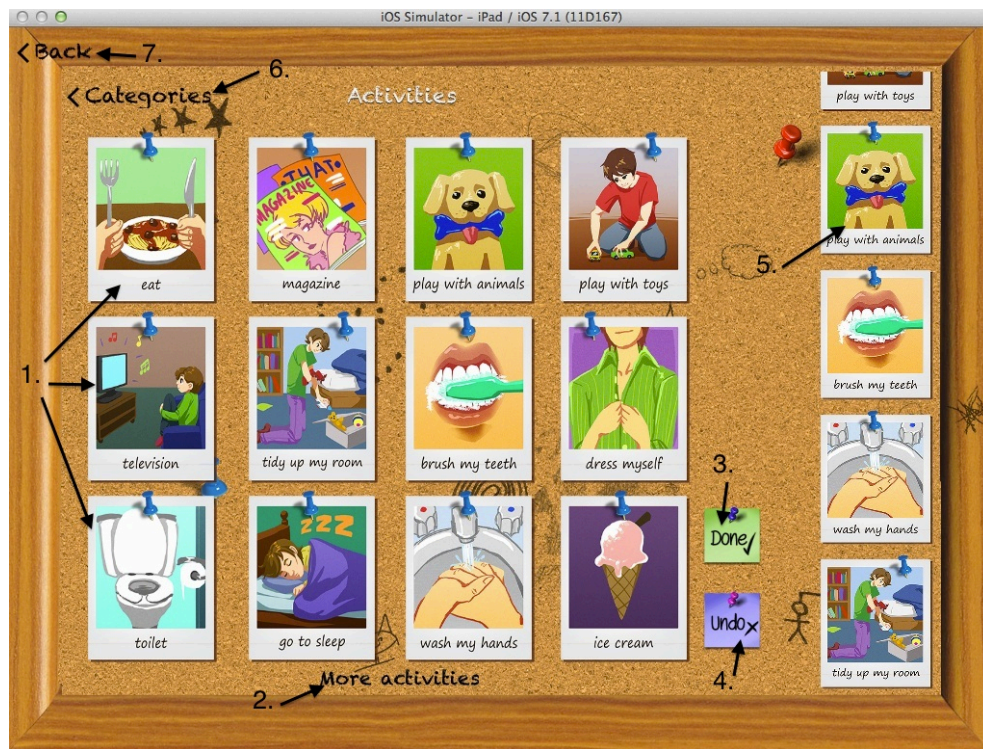 iOS Simulator – iPad / iOS 7.1 (11D167)
Back
7.
6.
Categories
Activities
play with toys
eat
magazine
THAT
MAGAZINE
play with animals
play with toys
5.
play with animals
1.
television
tidy up my room
brush my teeth
dress myself
brush my teeth
3.
Done
ZZZ
wash my hands
Undo
toilet
go to sleep
wash my hands
ice cream
4.
tidy up my room
2.
More activities